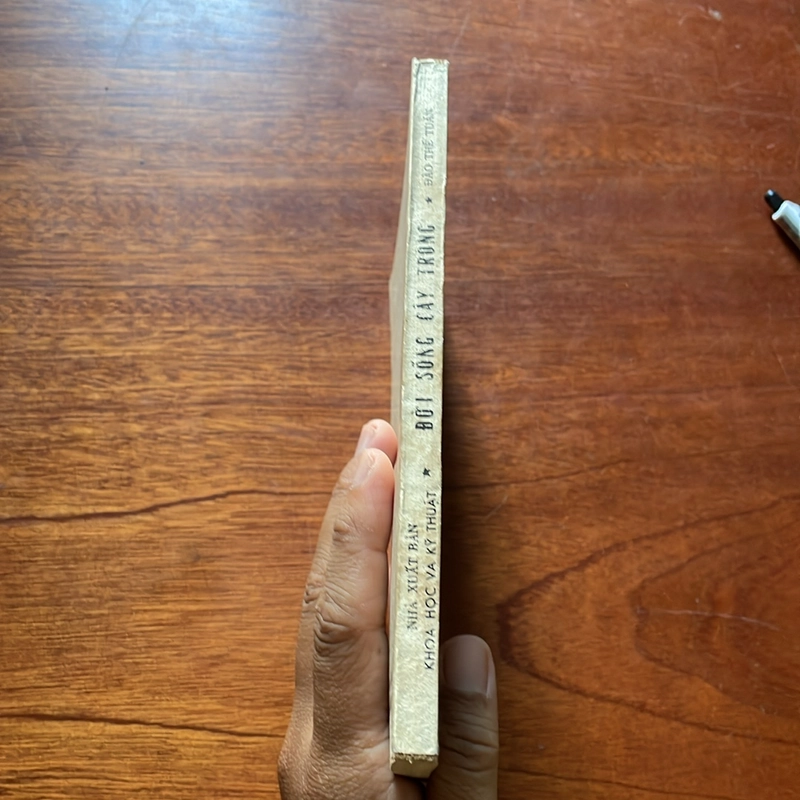 NHÀ XUẤT BẢN
KHOA HỌC VÀ KỸ THUẬT
★ ĐỜI SỐNG CÂY TRỒNG ★ ĐÀO THẾ TUẤN